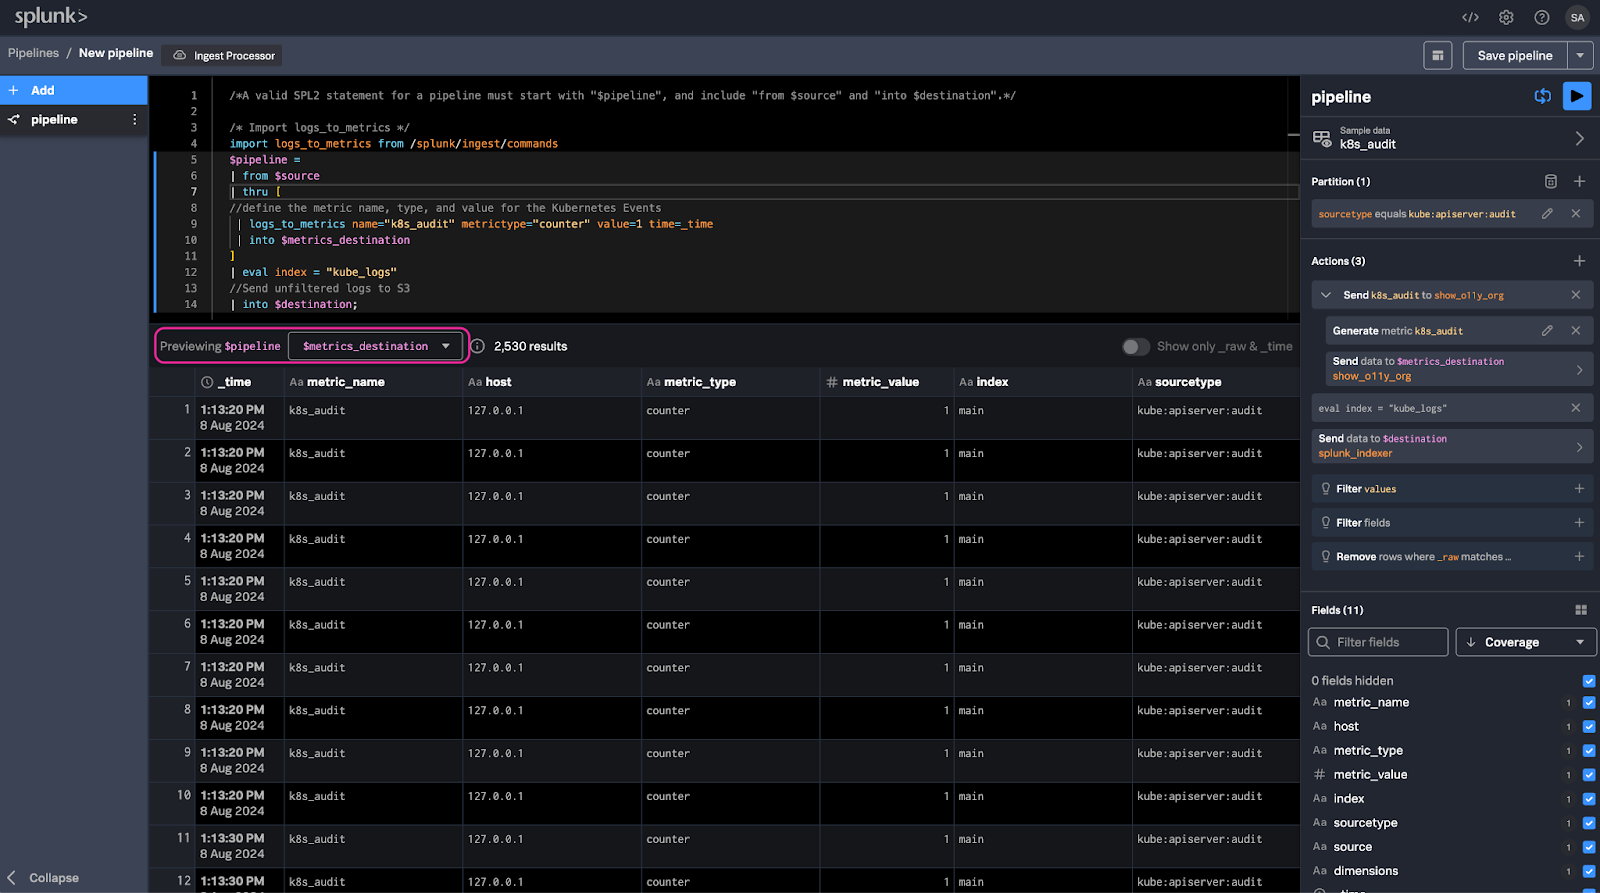 splunk>
SA
Pipelines / New pipeline
Ingest Processor
Save pipeline
+ Add
pipeline
Collapse
1 /*A valid SPL2 statement for a pipeline must start with "$pipeline", and include "from $source" and "into $destination".*/
2
3 /* Import logs_to_metrics */
4 import logs_to_metrics from /splunk/ingest/commands
5 $pipeline =
6 | from $source
7 | thru [
8 //define the metric name, type, and value for the Kubernetes Events
9 | logs_to_metrics name="k8s_audit" metrictype="counter" value=1 time=_time
10 | into $metrics_destination
11 ]
12 | eval index = "kube_logs"
13 //Send unfiltered logs to S3
14 | into $destination;
Previewing $pipeline
$metrics_destination
2,530 results
Show only _raw & _time
_time Aa metric_name Aa host Aa metric_type # metric_value Aa index Aa sourcetype
1 1:13:20 PM k8s_audit 127.0.0.1 counter 1 main kube:apiserver:audit
8 Aug 2024
2 1:13:20 PM k8s_audit 127.0.0.1 counter 1 main kube:apiserver:audit
8 Aug 2024
3 1:13:20 PM k8s_audit 127.0.0.1 counter 1 main kube:apiserver:audit
8 Aug 2024
4 1:13:20 PM k8s_audit 127.0.0.1 counter 1 main kube:apiserver:audit
8 Aug 2024
5 1:13:20 PM k8s_audit 127.0.0.1 counter 1 main kube:apiserver:audit
8 Aug 2024
6 1:13:20 PM k8s_audit 127.0.0.1 counter 1 main kube:apiserver:audit
8 Aug 2024
7 1:13:20 PM k8s_audit 127.0.0.1 counter 1 main kube:apiserver:audit
8 Aug 2024
8 1:13:20 PM k8s_audit 127.0.0.1 counter 1 main kube:apiserver:audit
8 Aug 2024
9 1:13:20 PM k8s_audit 127.0.0.1 counter 1 main kube:apiserver:audit
8 Aug 2024
10 1:13:20 PM k8s_audit 127.0.0.1 counter 1 main kube:apiserver:audit
8 Aug 2024
11 1:13:30 PM k8s_audit 127.0.0.1 counter 1 main kube:apiserver:audit
8 Aug 2024
12 1:13:30 PM k8s_audit 127.0.0.1 counter 1 main kube:apiserver:audit
pipeline
Sample data
k8s_audit
Partition (1)
sourcetype equals kube:apiserver:audit
Actions (3)
Send k8s_audit to show_o11y_org
Generate metric k8s_audit
Send data to $metrics_destination
show_o11y_org
eval index = "kube_logs"
Send data to $destination
splunk_indexer
Filter values
Filter fields
Remove rows where _raw matches ...
Fields (11)
Filter fields
Coverage
0 fields hidden
Aa metric_name 1
Aa host 1
Aa metric_type 1
# metric_value 1
Aa index 1
Aa sourcetype 1
Aa source 1
Aa dimensions 1